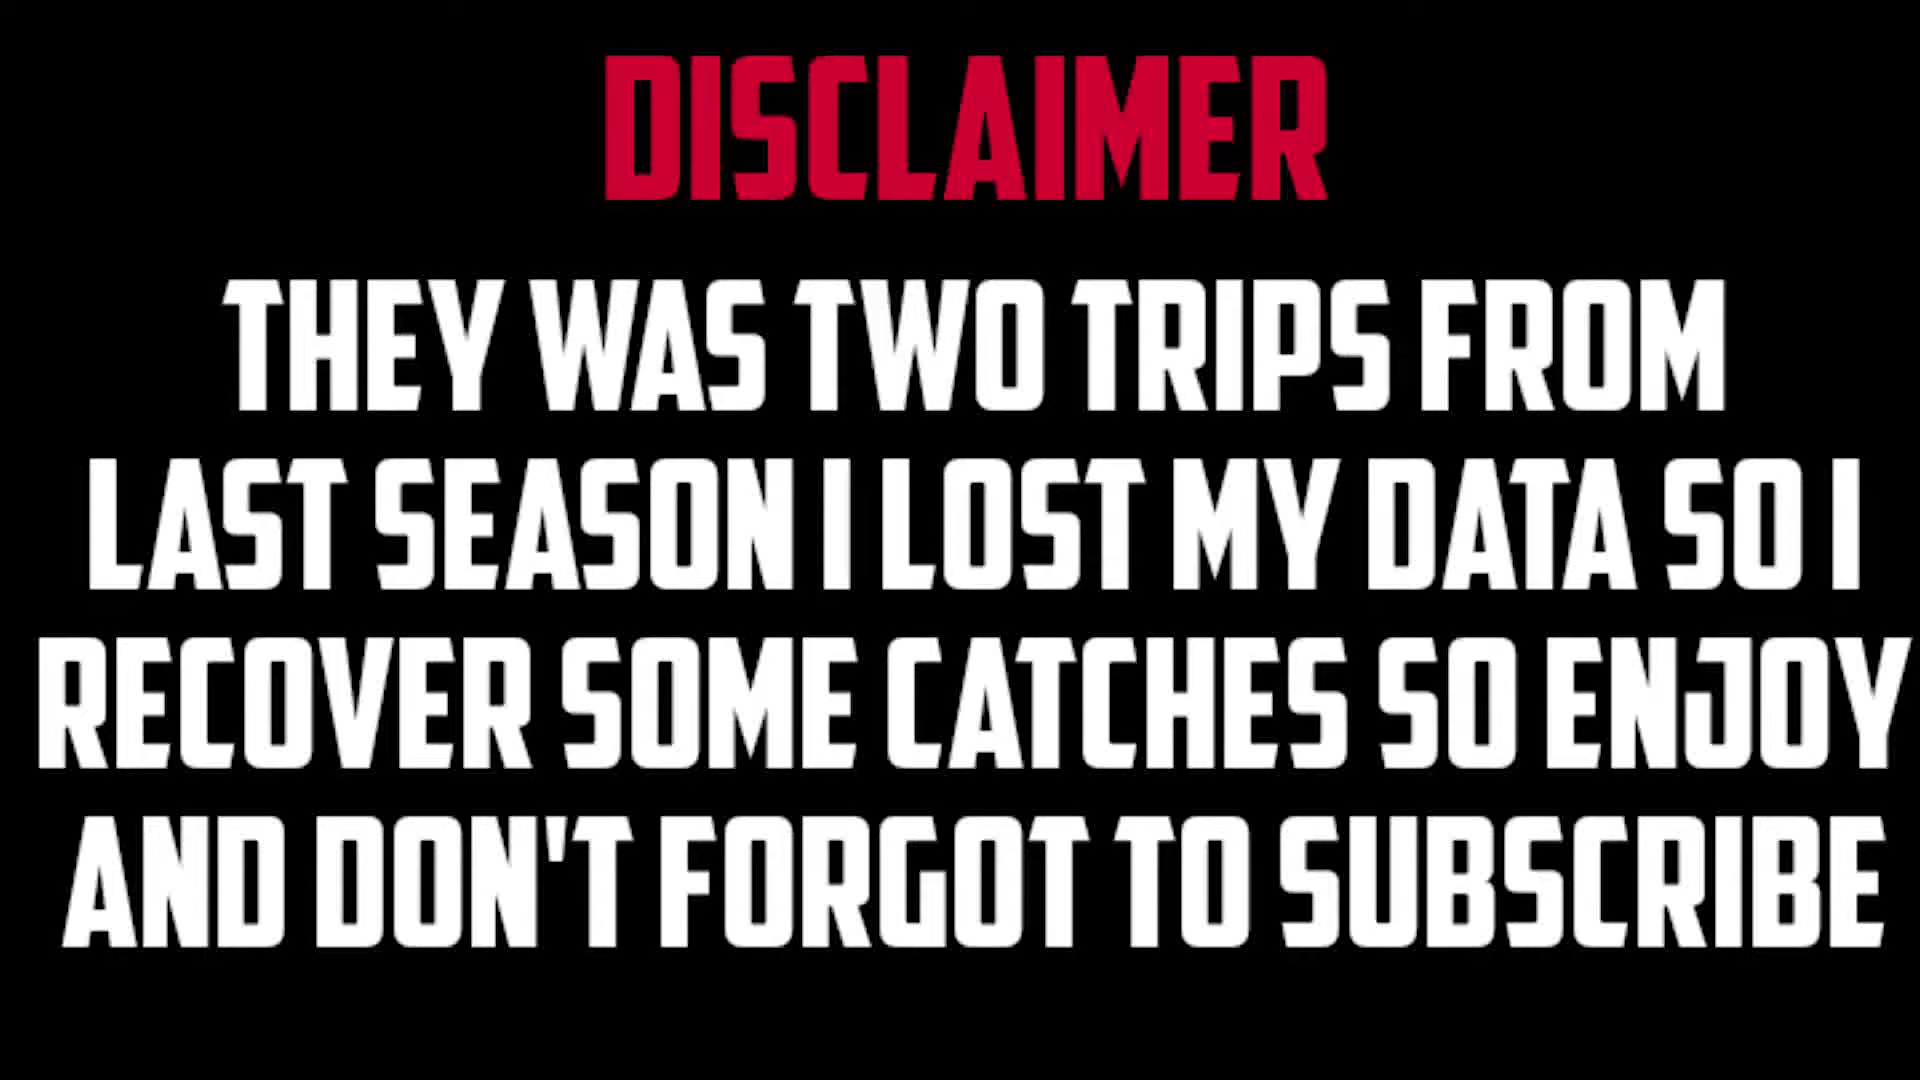 DISCLAIMER
THEY WAS TWO TRIPS FROM
LAST SEASON I LOST MY DATA SO I
RECOVER SOME CATCHES SO ENJOY
AND DON'T FORGOT TO SUBSCRIBE